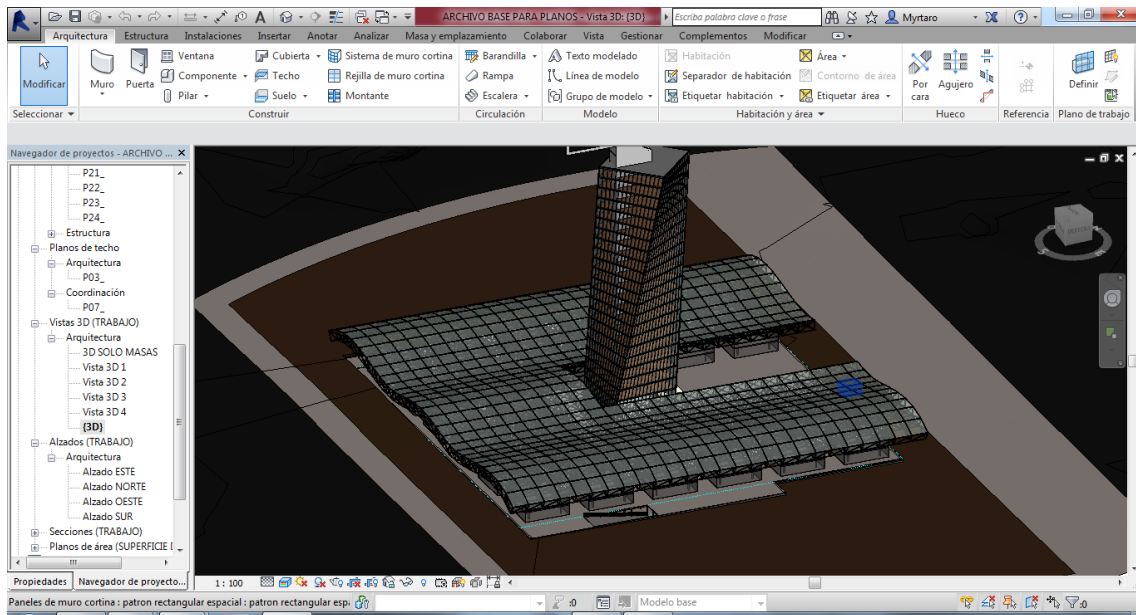 ARCHIVO BASE PARA PLANOS - Vista 3D: {3D}
Escriba palabra clave o frase
Myrtaro
Arquitectura Estructura Instalaciones Insertar Anotar Analizar Masa y emplazamiento Colaborar Vista Gestionar Complementos Modificar
Modificar
Muro
Puerta
Ventana
Componente
Pilar
Cubierta
Techo
Suelo
Sistema de muro cortina
Rejilla de muro cortina
Montante
Barandilla
Rampa
Escalera
Texto modelado
Línea de modelo
Grupo de modelo
Habitación
Separador de habitación
Etiquetar habitación
Área
Contorno de área
Etiquetar área
Por cara
Agujero
Definir
Seleccionar Construir Circulación Modelo Habitación y área Hueco Referencia Plano de trabajo
Navegador de proyectos - ARCHIVO ...
P21_
P22_
P23_
P24_
Estructura
Planos de techo
Arquitectura
P03_
Coordinación
P07_
Vistas 3D (TRABAJO)
Arquitectura
3D SOLO MASAS
Vista 3D 1
Vista 3D 2
Vista 3D 3
Vista 3D 4
{3D}
Alzados (TRABAJO)
Arquitectura
Alzado ESTE
Alzado NORTE
Alzado OESTE
Alzado SUR
Secciones (TRABAJO)
Planos de área (SUPERFICIE
Propiedades Navegador de proyecto...
1 : 100
Paneles de muro cortina : patron rectangular espacial : patron rectangular esp.
:0
Modelo base
:0